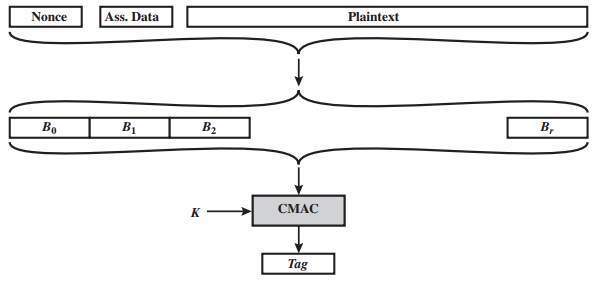 Nonce Ass. Data Plaintext
B0 B1 B2 Br
K CMAC
Tag